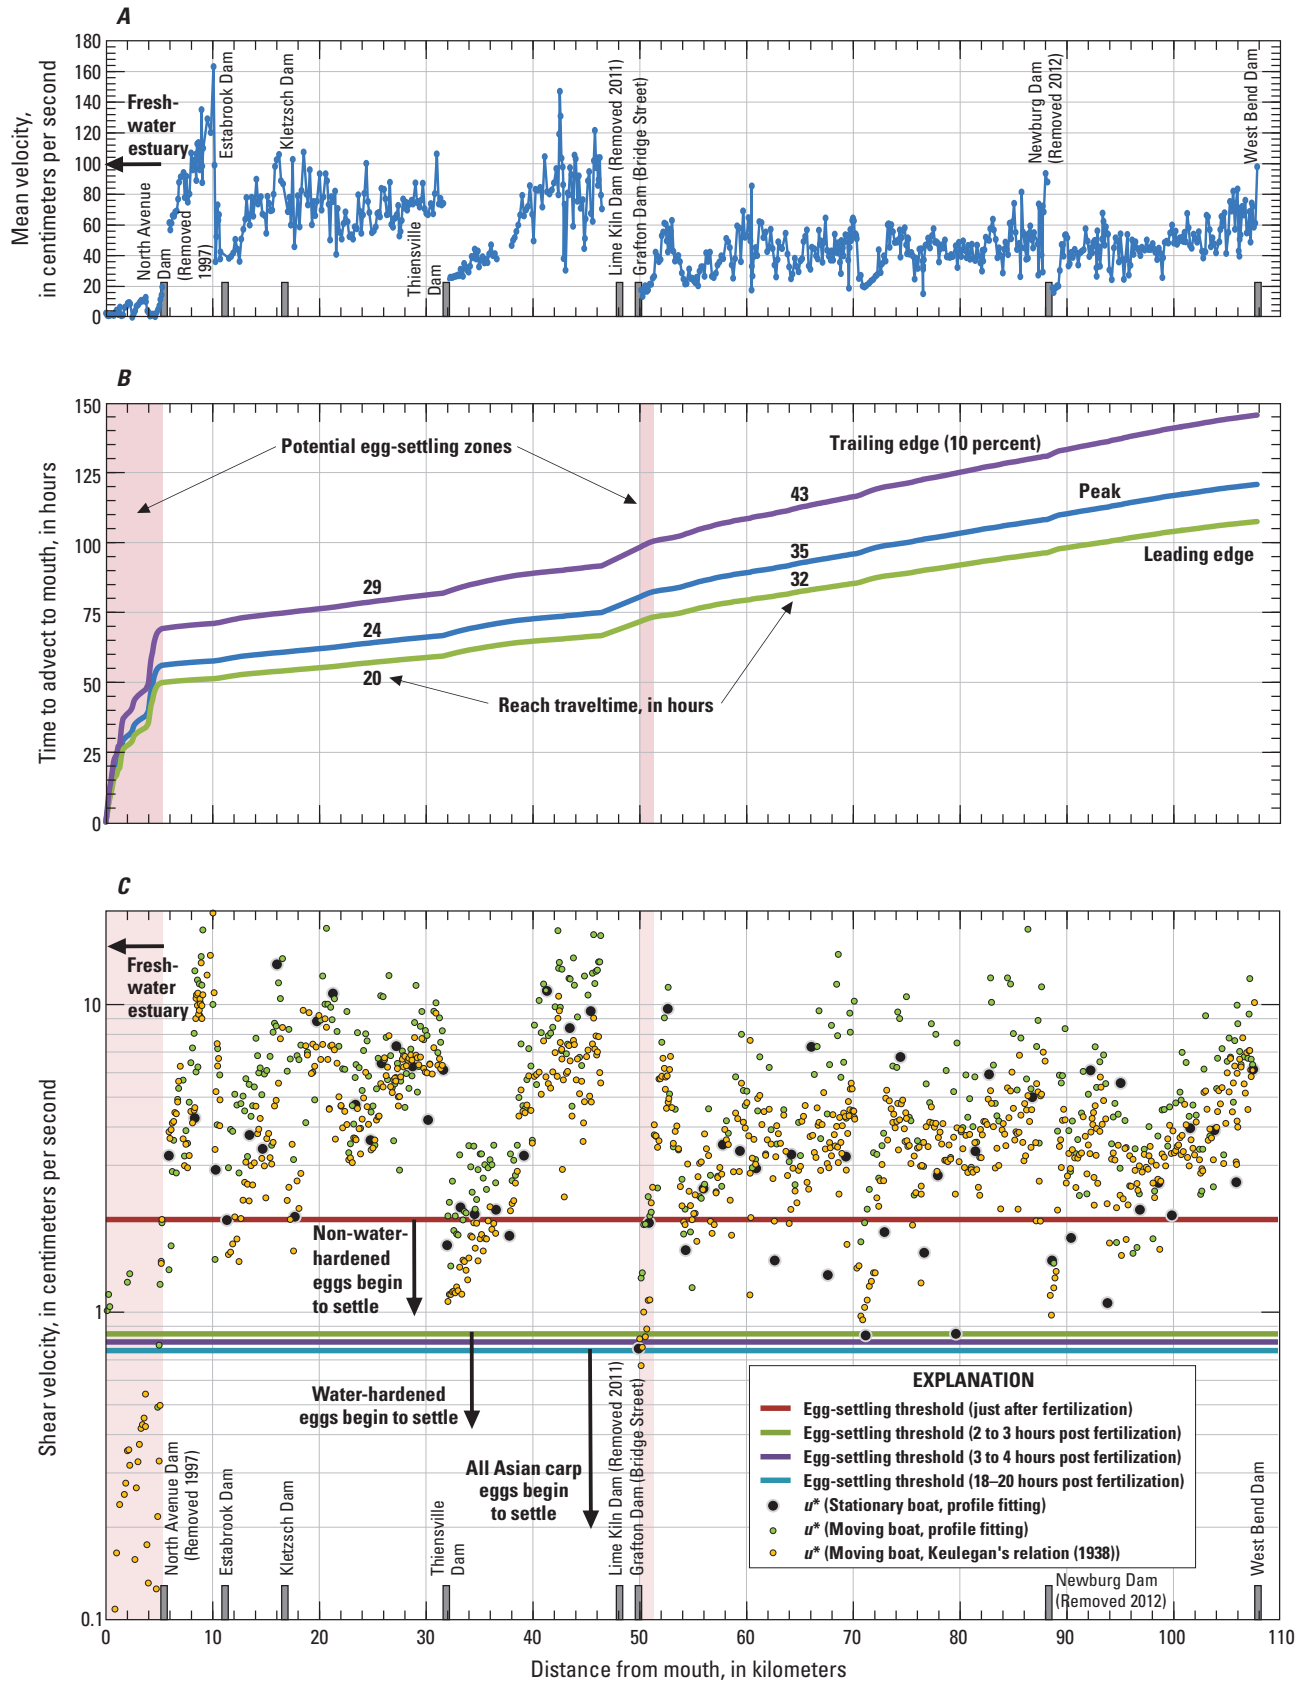 A
Mean velocity,
in centimeters per second
180
160
140
120
100
80
60
40
20
0
Fresh-
water
estuary
North Avenue
Dam
(Removed
1997)
Estabrook Dam
Kletzsch Dam
Thiensville
Dam
Lime Kiln Dam (Removed 2011)
Grafton Dam (Bridge Street)
Newburg Dam
(Removed 2012)
West Bend Dam
B
Time to advect to mouth, in hours
150
125
100
75
50
25
0
Potential egg-settling zones
Trailing edge (10 percent)
43
Peak
35
Leading edge
32
29
24
20
Reach traveltime, in hours
C
Shear velocity, in centimeters per second
10
1
0.1
Fresh-
water
estuary
Non-water-
hardened
eggs begin
to settle
Water-hardened
eggs begin to settle
All Asian carp
eggs begin
to settle
North Avenue Dam
(Removed 1997)
Estabrook Dam
Kletzsch Dam
Thiensville
Dam
Lime Kiln Dam (Removed 2011)
Grafton Dam (Bridge Street)
Newburg Dam
(Removed 2012)
West Bend Dam
EXPLANATION
Egg-settling threshold (just after fertilization)
Egg-settling threshold (2 to 3 hours post fertilization)
Egg-settling threshold (3 to 4 hours post fertilization)
Egg-settling threshold (18–20 hours post fertilization)
u* (Stationary boat, profile fitting)
u* (Moving boat, profile fitting)
u* (Moving boat, Keulegan's relation (1938))
0 10 20 30 40 50 60 70 80 90 100 110
Distance from mouth, in kilometers